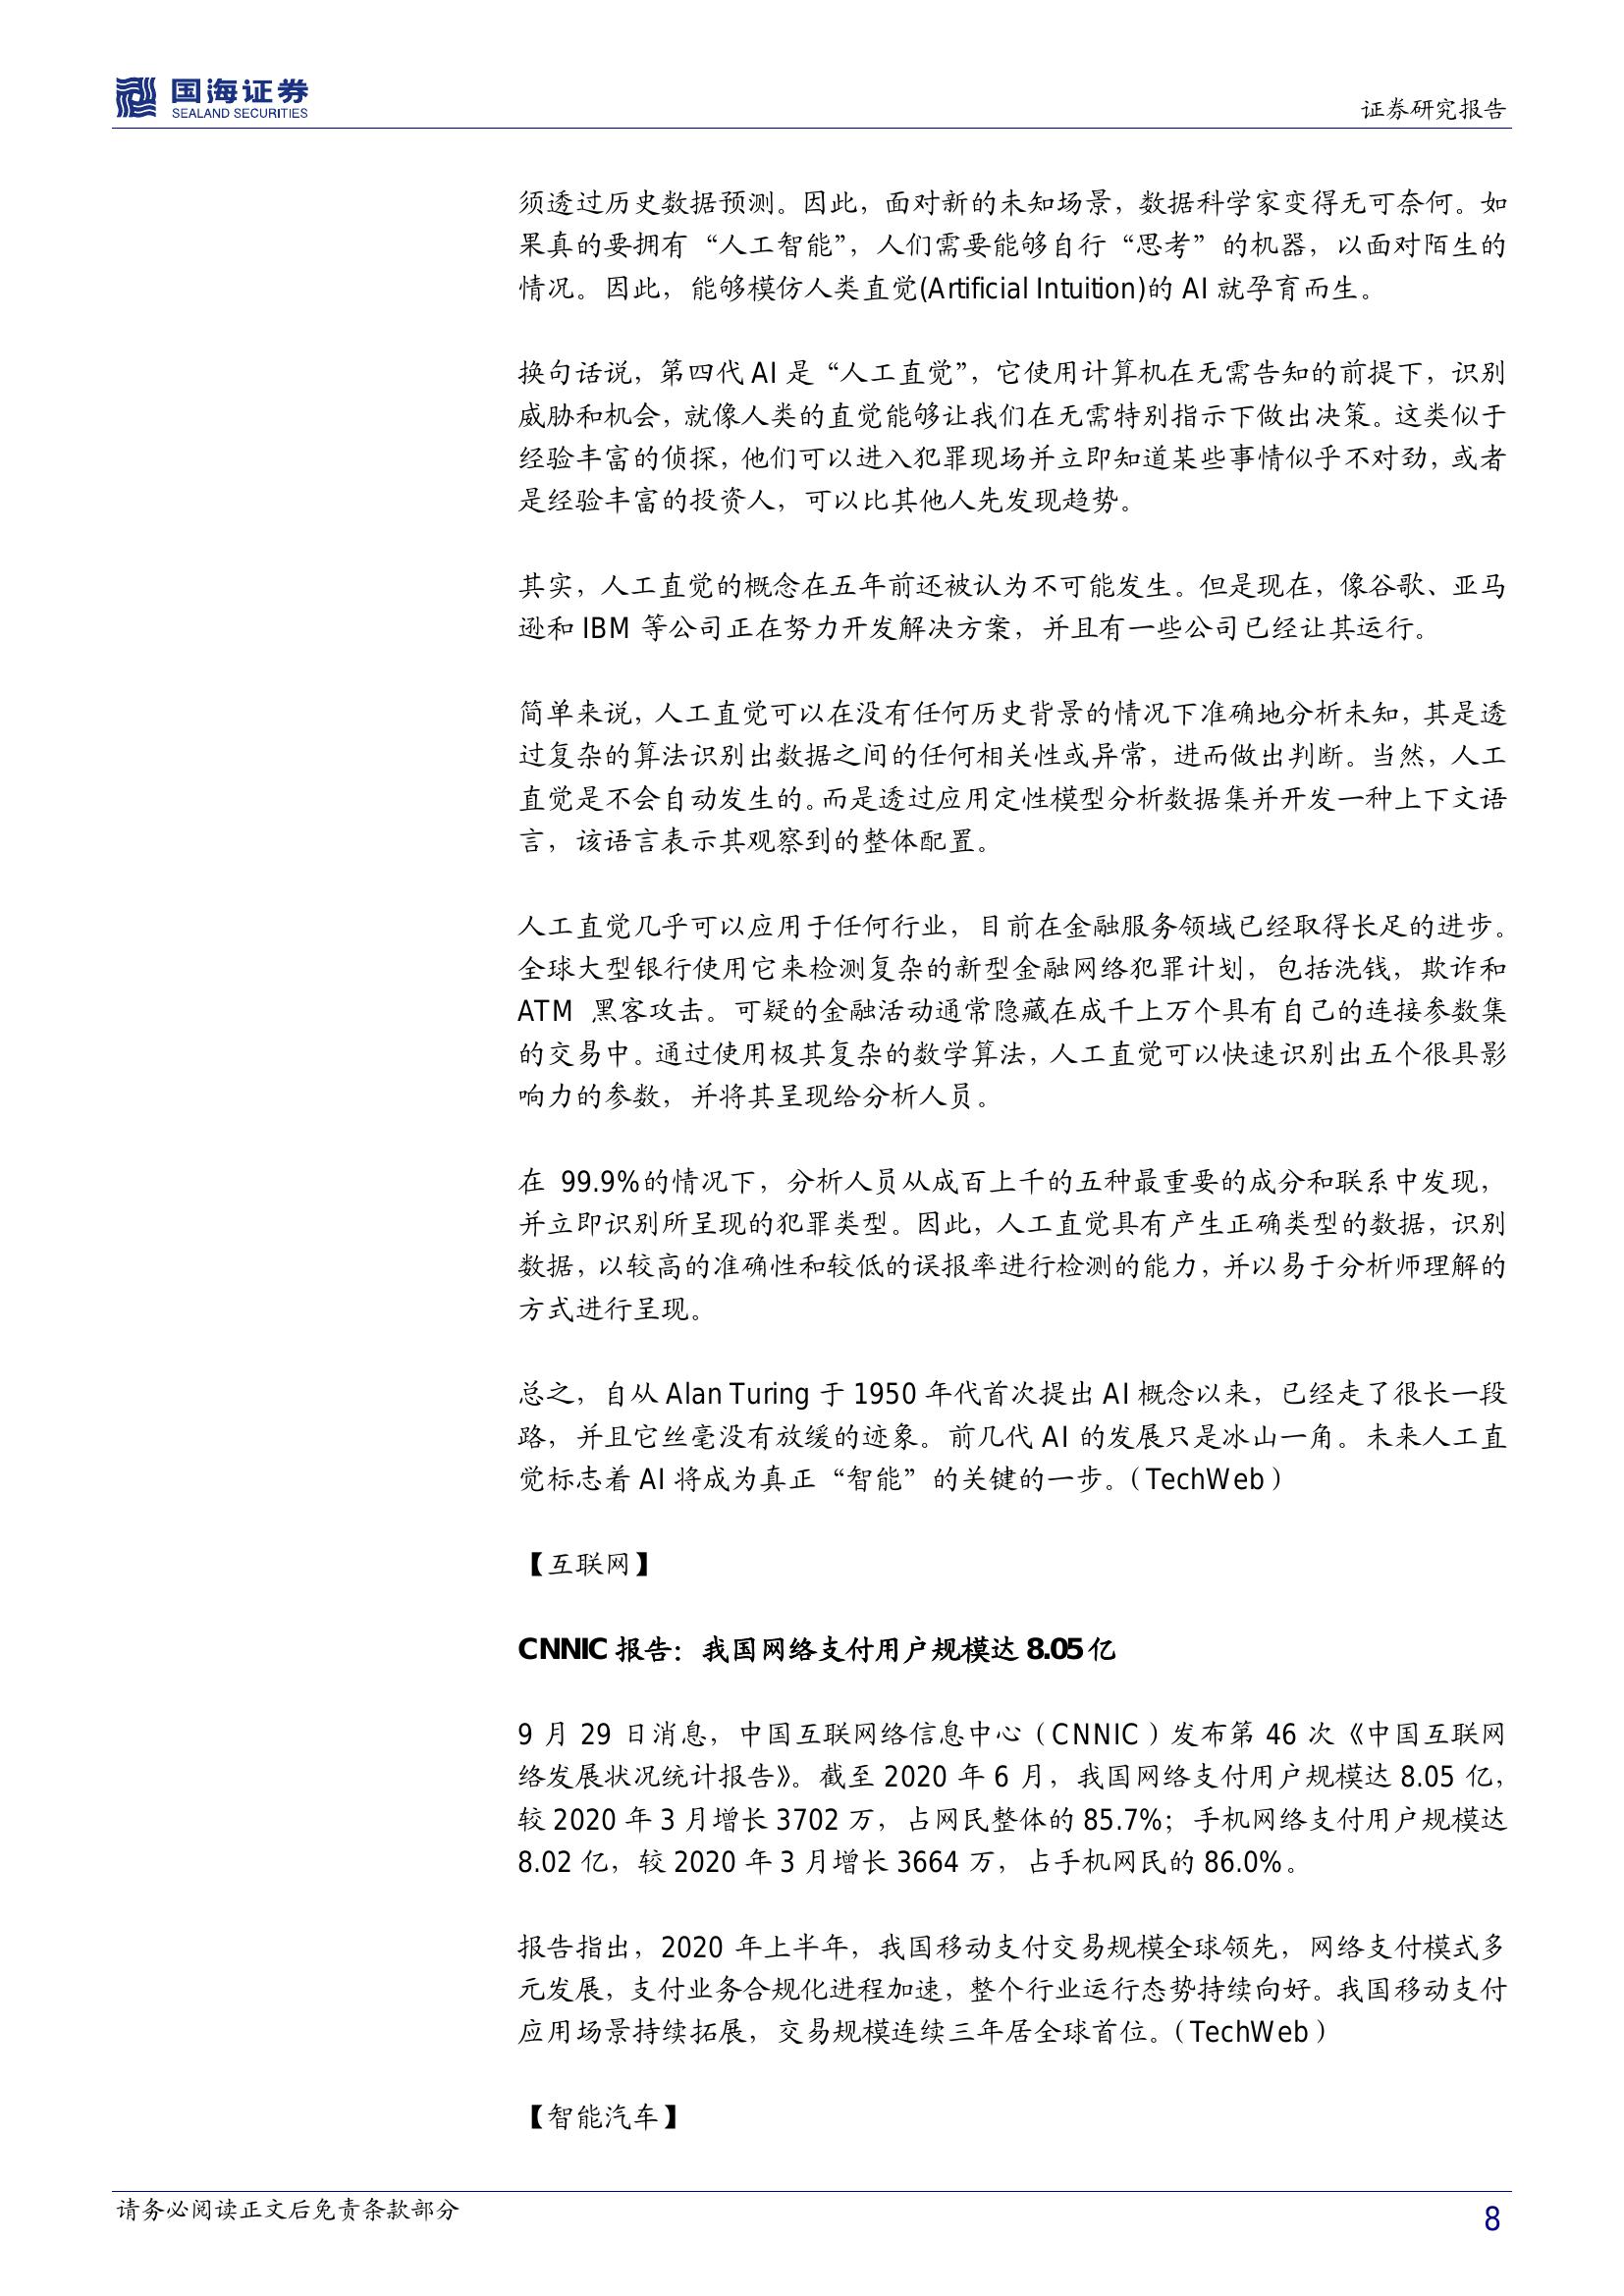 国海证券
SEALAND SECURITIES
证券研究报告
须透过历史数据预测。因此，面对新的未知场景，数据科学家变得无可奈何。如
果真的要拥有“人工智能”，人们需要能够自行“思考”的机器，以面对陌生的
情况。因此，能够模仿人类直觉(Artificial Intuition)的 AI 就孕育而生。
换句话说，第四代 AI 是“人工直觉”，它使用计算机在无需告知的前提下，识别
威胁和机会，就像人类的直觉能够让我们在无需特别指示下做出决策。这类似于
经验丰富的侦探，他们可以进入犯罪现场并立即知道某些事情似乎不对劲，或者
是经验丰富的投资人，可以比其他人先发现趋势。
其实，人工直觉的概念在五年前还被认为不可能发生。但是现在，像谷歌、亚马
逊和 IBM 等公司正在努力开发解决方案，并且有一些公司已经让其运行。
简单来说，人工直觉可以在没有任何历史背景的情况下准确地分析未知，其是透
过复杂的算法识别出数据之间的任何相关性或异常，进而做出判断。当然，人工
直觉是不会自动发生的。而是透过应用定性模型分析数据集并开发一种上下文语
言，该语言表示其观察到的整体配置。
人工直觉几乎可以应用于任何行业，目前在金融服务领域已经取得长足的进步。
全球大型银行使用它来检测复杂的新型金融网络犯罪计划，包括洗钱，欺诈和
ATM 黑客攻击。可疑的金融活动通常隐藏在成千上万个具有自己的连接参数集
的交易中。通过使用极其复杂的数学算法，人工直觉可以快速识别出五个很具影
响力的参数，并将其呈现给分析人员。
在 99.9%的情况下，分析人员从成百上千的五种最重要的成分和联系中发现，
并立即识别所呈现的犯罪类型。因此，人工直觉具有产生正确类型的数据，识别
数据，以较高的准确性和较低的误报率进行检测的能力，并以易于分析师理解的
方式进行呈现。
总之，自从 Alan Turing 于 1950 年代首次提出 AI 概念以来，已经走了很长一段
路，并且它丝毫没有放缓的迹象。前几代 AI 的发展只是冰山一角。未来人工直
觉标志着 AI 将成为真正“智能”的关键的一步。（TechWeb）
【互联网】
CNNIC 报告：我国网络支付用户规模达 8.05 亿
9 月 29 日消息，中国互联网络信息中心（CNNIC）发布第 46 次《中国互联网
络发展状况统计报告》。截至 2020 年 6 月，我国网络支付用户规模达 8.05 亿，
较 2020 年 3 月增长 3702 万，占网民整体的 85.7%；手机网络支付用户规模达
8.02 亿，较 2020 年 3 月增长 3664 万，占手机网民的 86.0%。
报告指出，2020 年上半年，我国移动支付交易规模全球领先，网络支付模式多
元发展，支付业务合规化进程加速，整个行业运行态势持续向好。我国移动支付
应用场景持续拓展，交易规模连续三年居全球首位。（TechWeb）
【智能汽车】
请务必阅读正文后免责条款部分
8